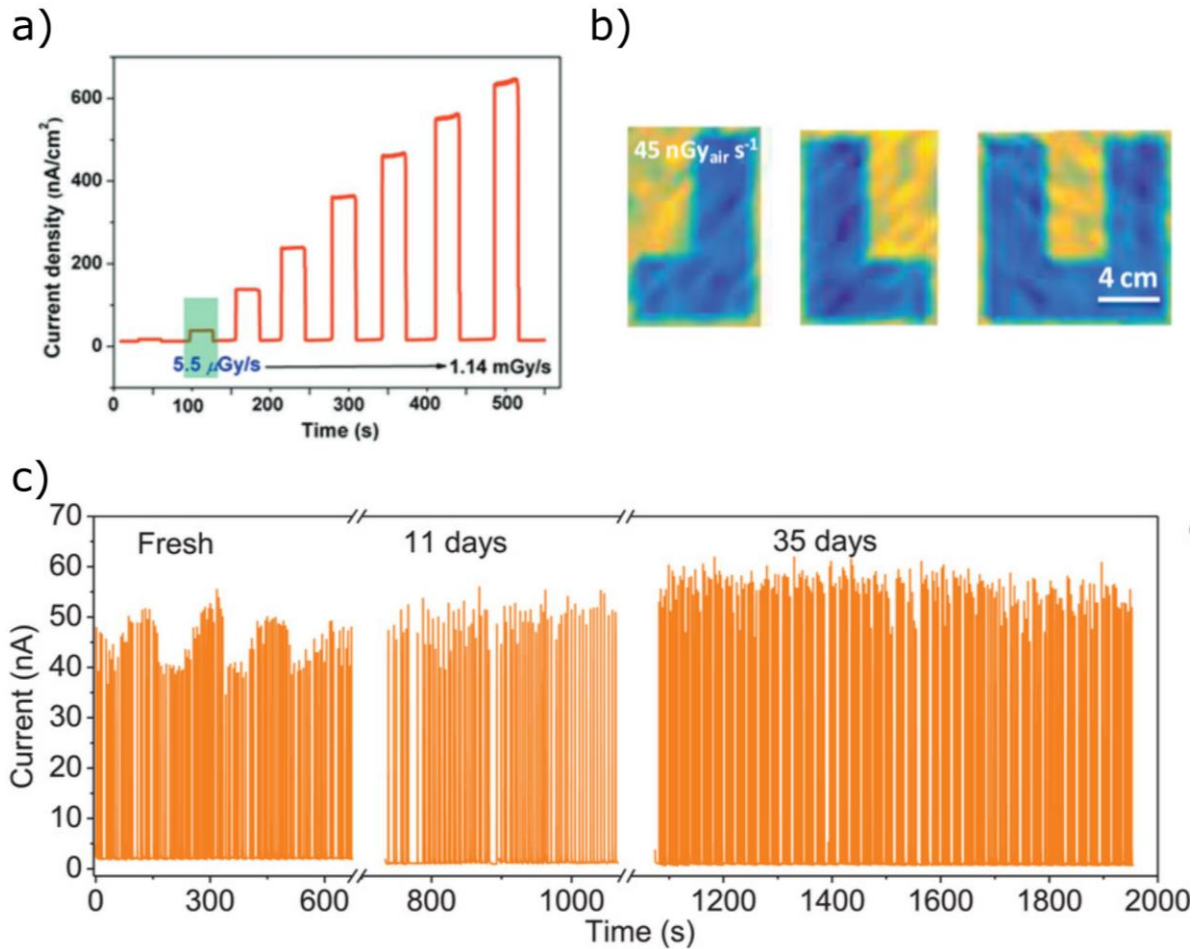 a)
Current density (nA/cm²)
600
400
200
0
5.5 µGy/s
1.14 mGy/s
0 100 200 300 400 500
Time (s)
b)
45 nGyair s-1
4 cm
c)
Current (nA)
70
60
50
40
30
20
10
0
Fresh
11 days
35 days
0 300 600 800 1000 1200 1400 1600 1800 2000
Time (s)